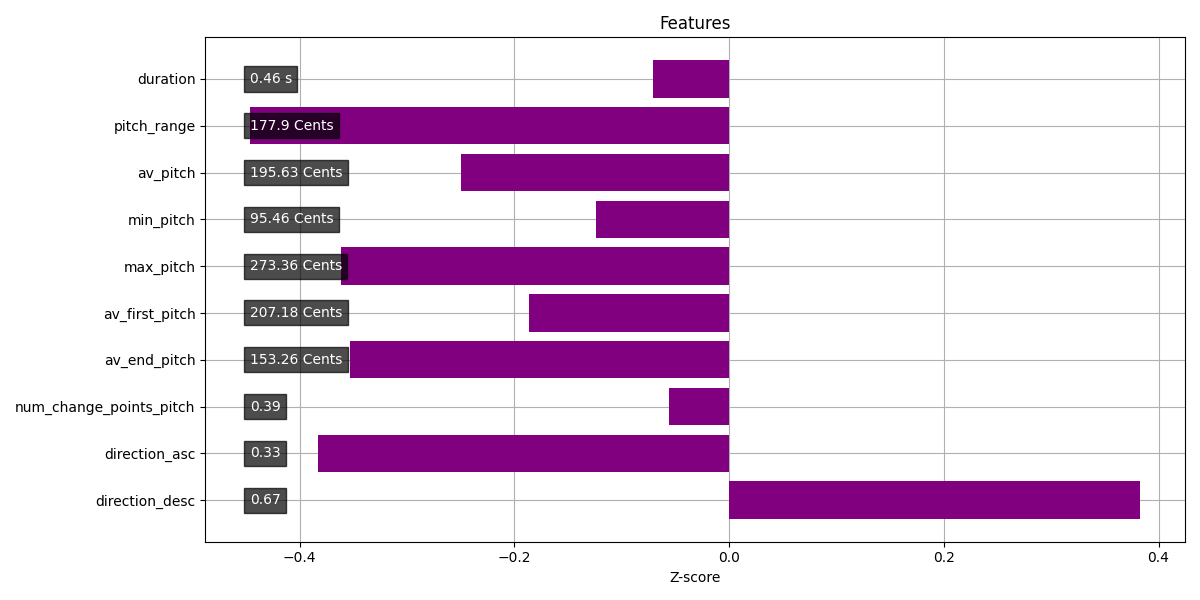 Features
duration 0.46 s
pitch_range 177.9 Cents
av_pitch 195.63 Cents
min_pitch 95.46 Cents
max_pitch 273.36 Cents
av_first_pitch 207.18 Cents
av_end_pitch 153.26 Cents
num_change_points_pitch 0.39
direction_asc 0.33
direction_desc 0.67
−0.4 −0.2 0.0 0.2 0.4
Z-score